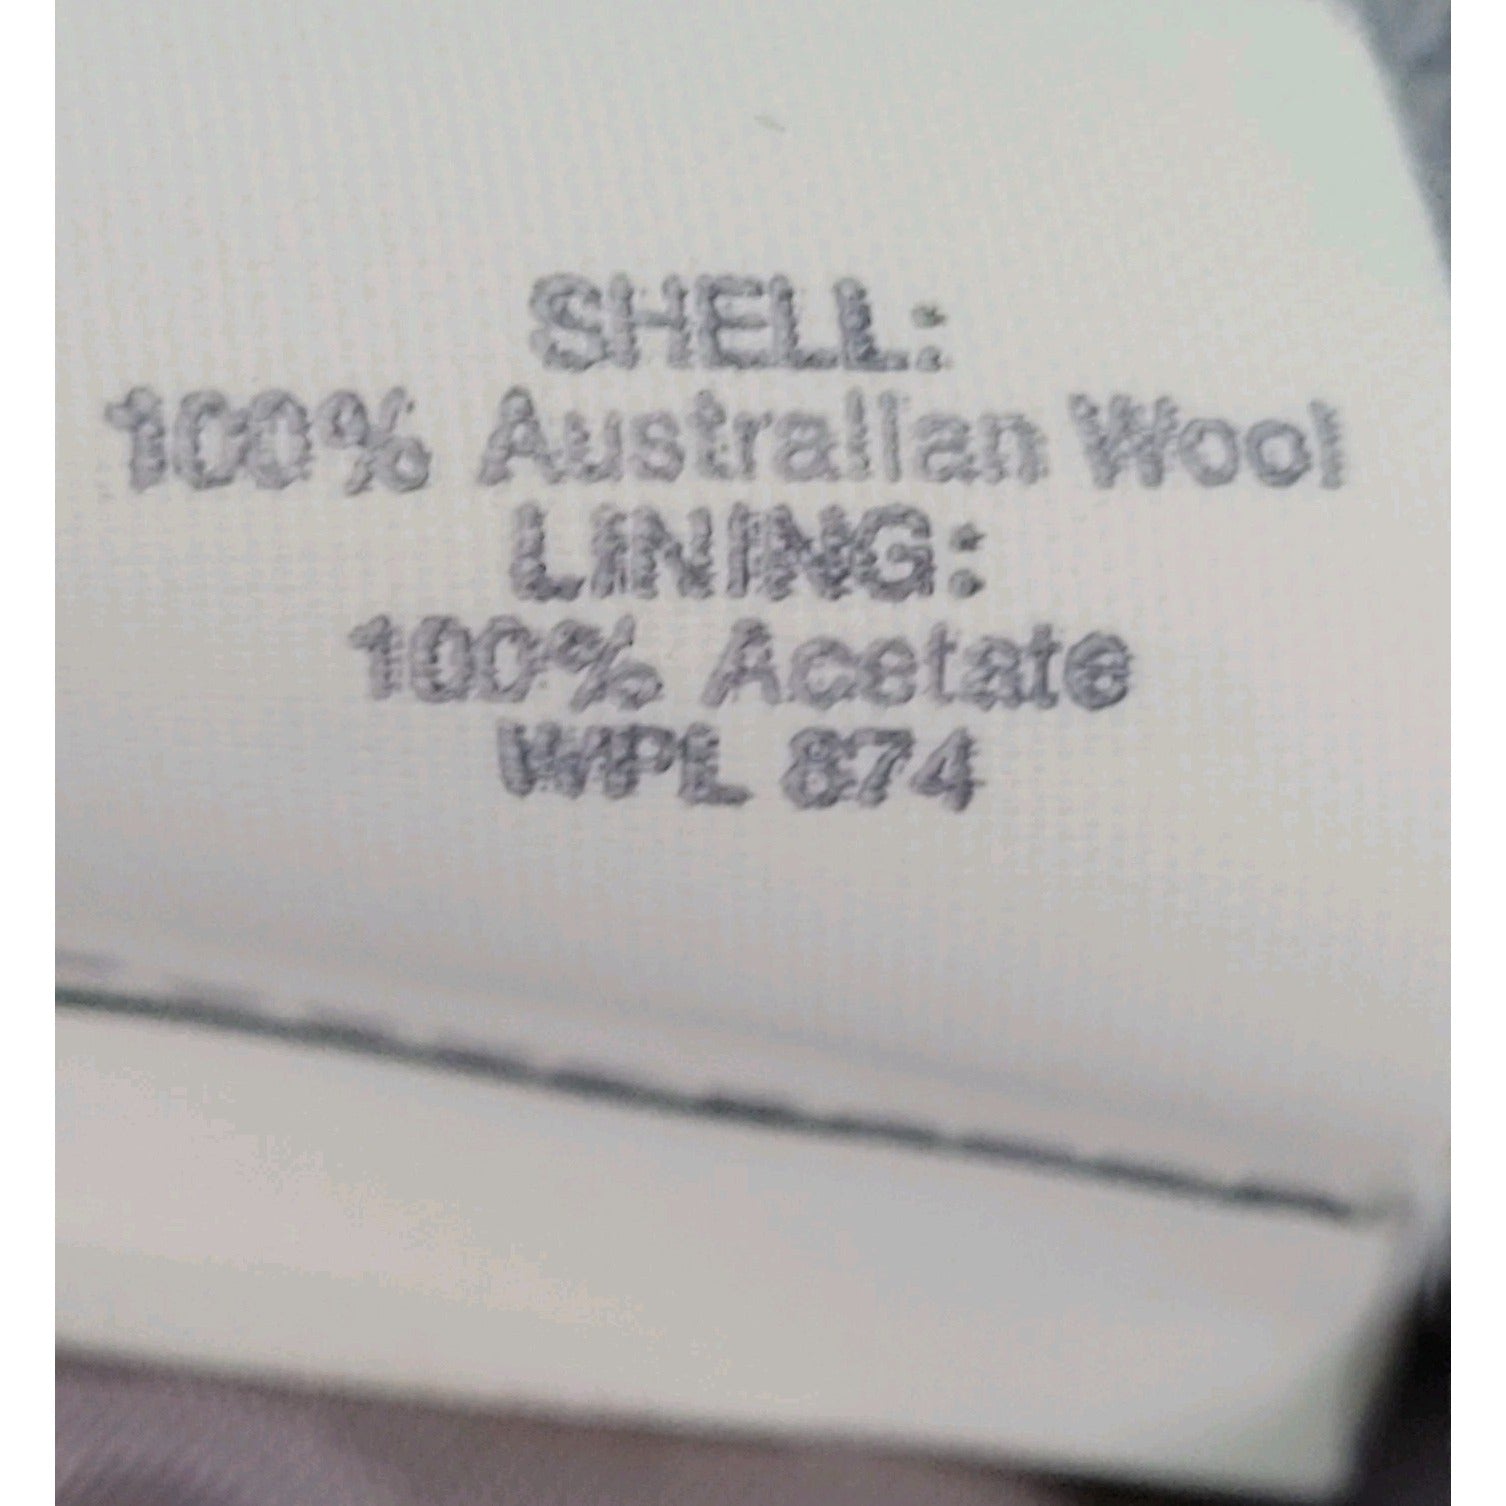 SHELL:
100% Australian Wool
LINING:
100% Acetate
WPL 874